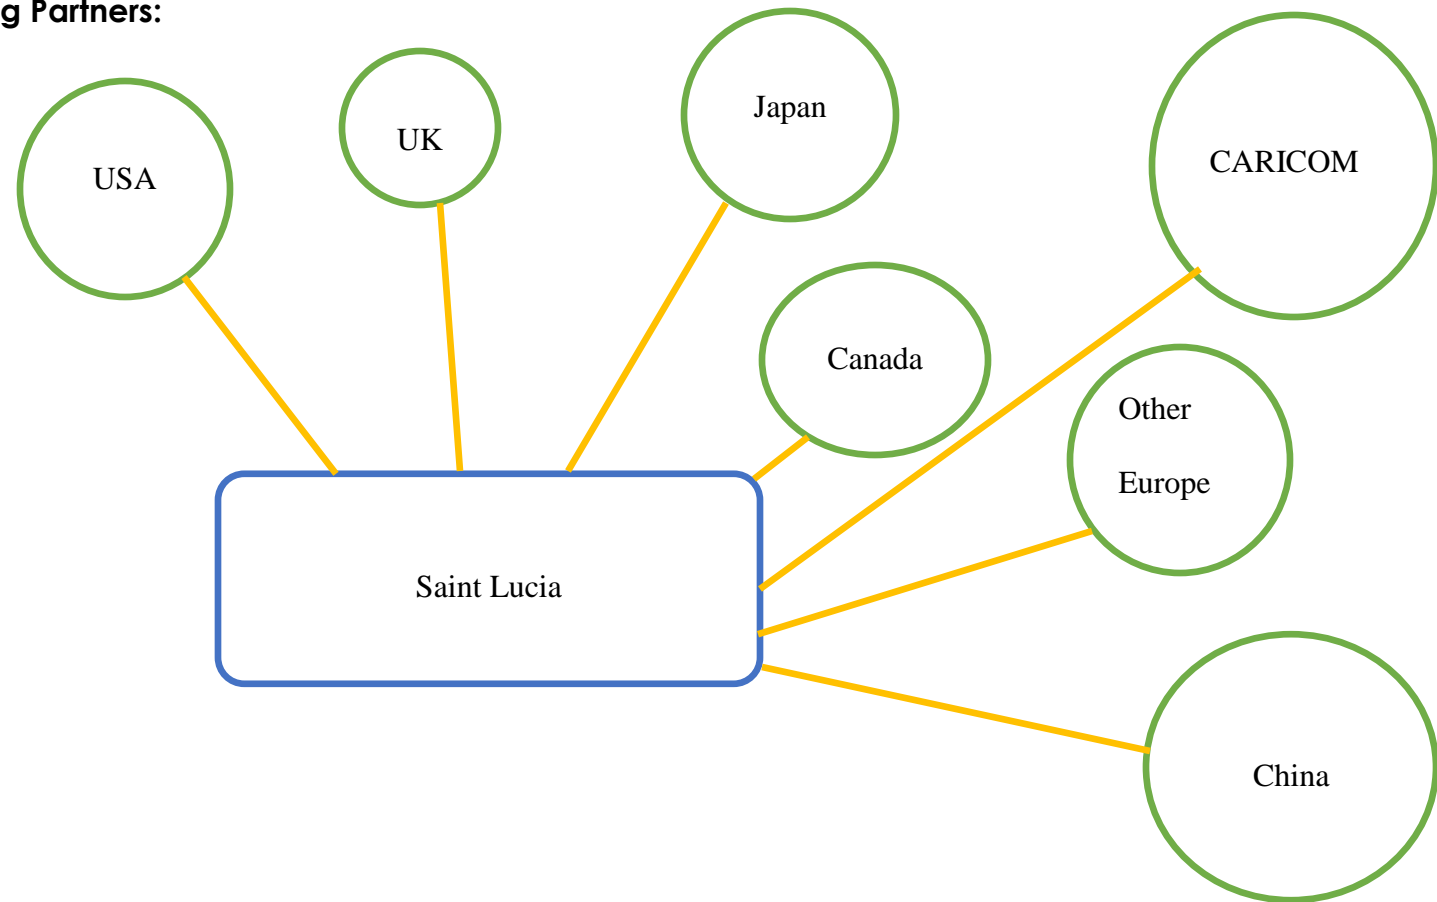 g Partners:
USA
UK
Japan
CARICOM
Canada
Other
Europe
Saint Lucia
China